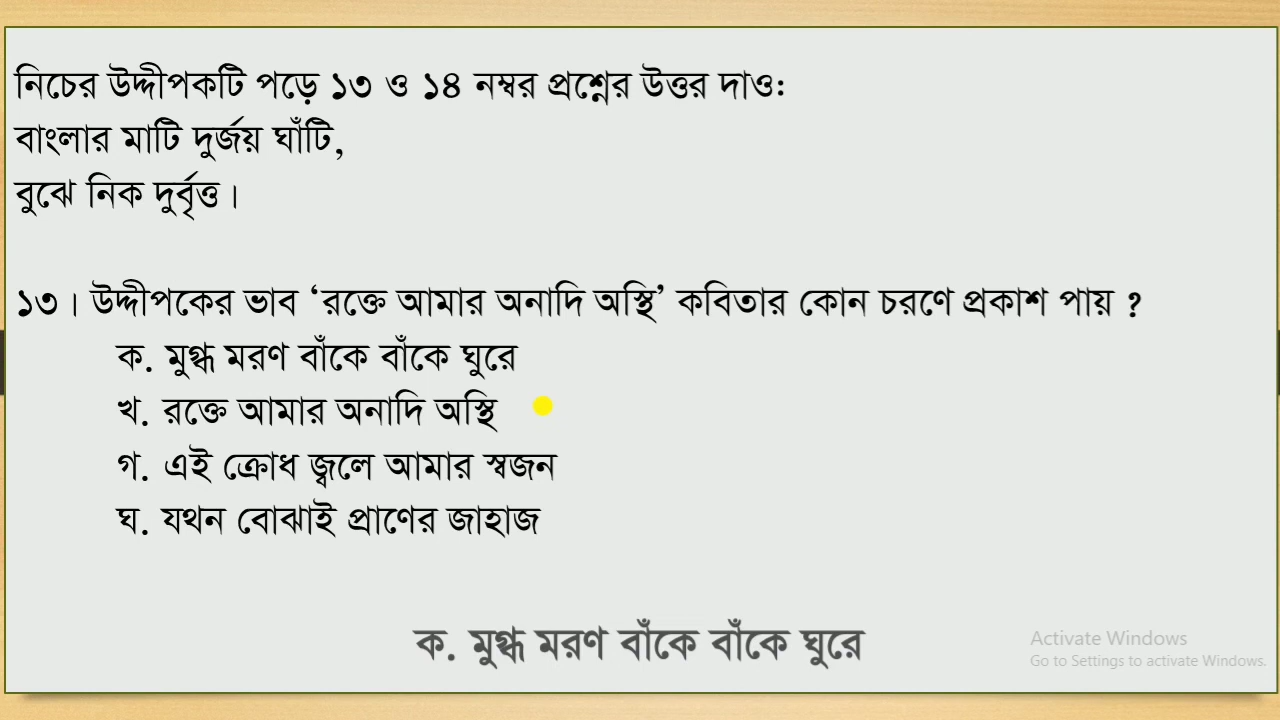 নিচের উদ্দীপকটি পড়ে ১৩ ও ১৪ নম্বর প্রশ্নের উত্তর দাও:
বাংলার মাটি দুর্জয় ঘাঁটি,
বুঝে নিক দুর্বৃত্ত।
১৩। উদ্দীপকের ভাব ‘রক্তে আমার অনাদি অস্থি’ কবিতার কোন চরণে প্রকাশ পায় ?
ক. মুগ্ধ মরণ বাঁকে বাঁকে ঘুরে
খ. রক্তে আমার অনাদি অস্থি
গ. এই ক্রোধ জ্বলে আমার স্বজন
ঘ. যথন বোঝাই প্রাণের জাহাজ
ক. মুগ্ধ মরণ বাঁকে বাঁকে ঘুরে
Activate Windows
Go to Settings to activate Windows.